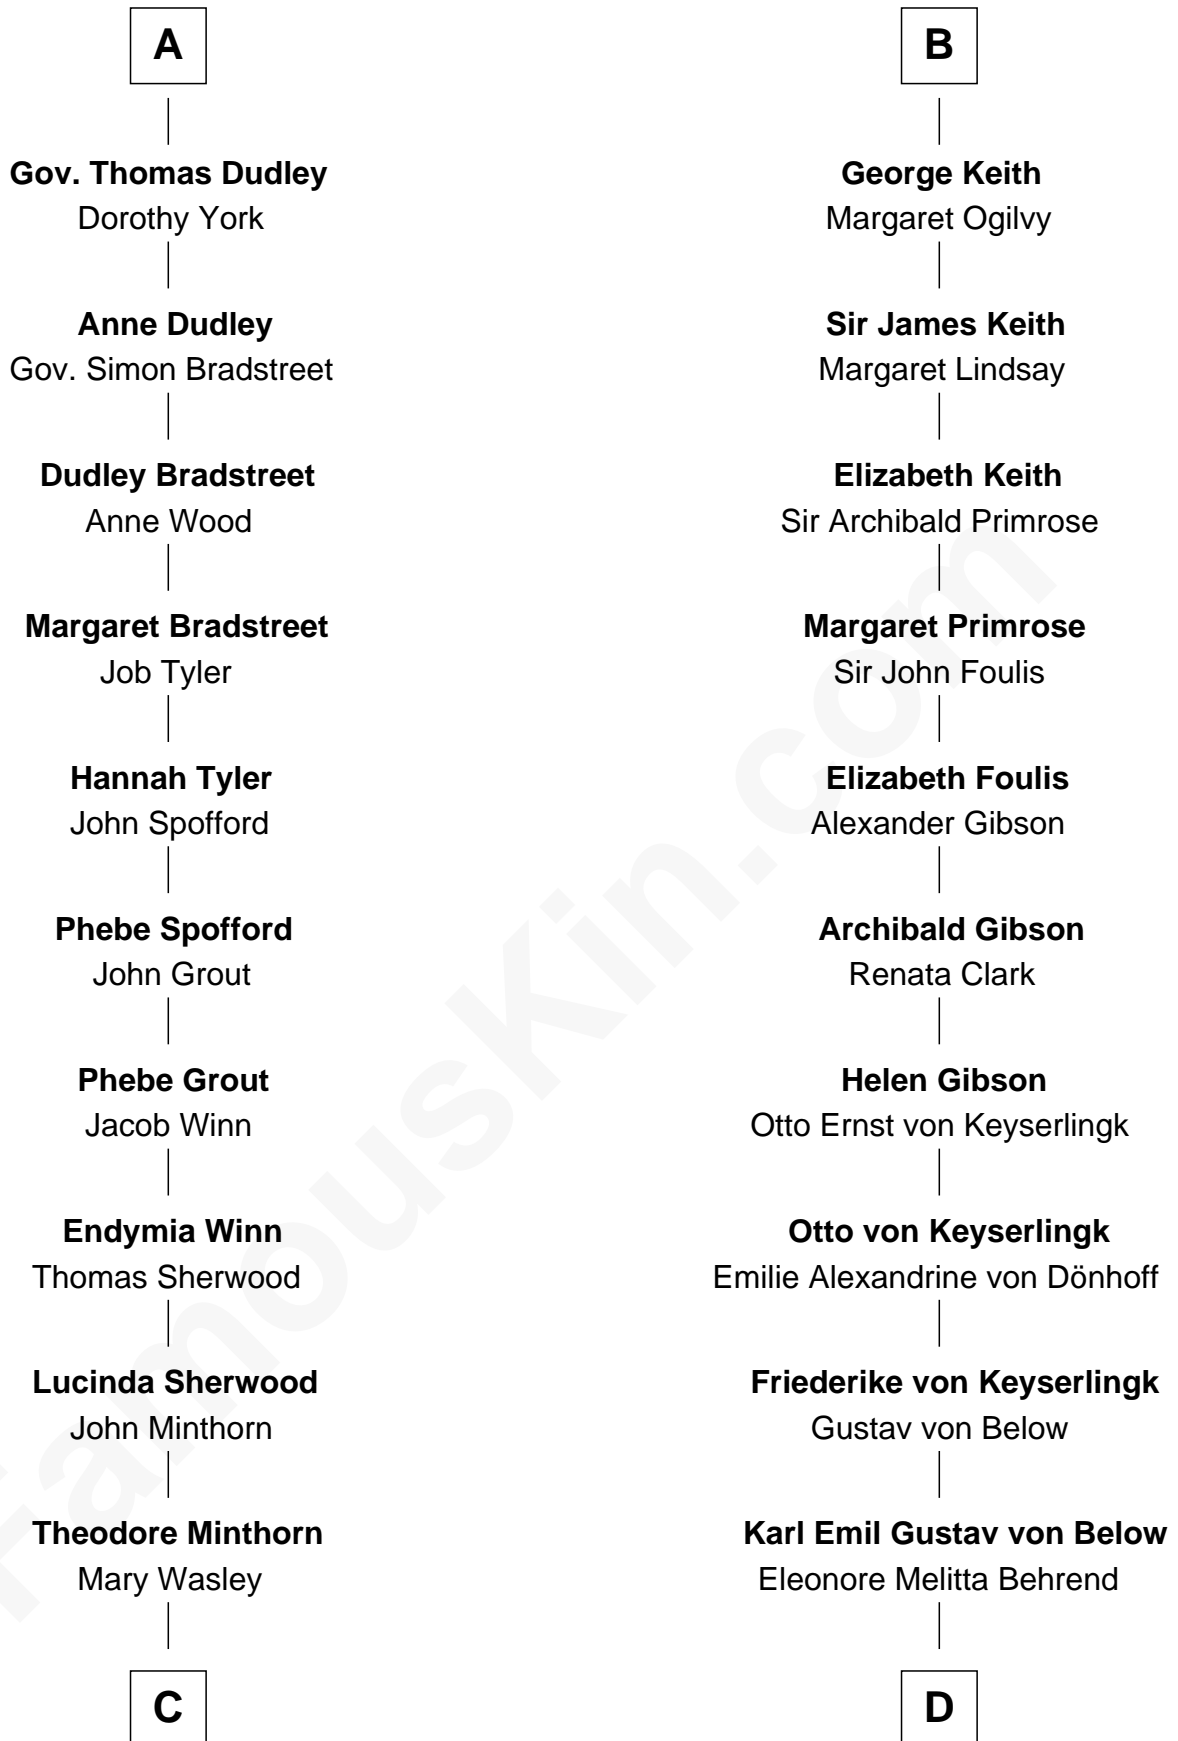 A
Gov. Thomas Dudley
Dorothy York
Anne Dudley
Gov. Simon Bradstreet
Dudley Bradstreet
Anne Wood
Margaret Bradstreet
Job Tyler
Hannah Tyler
John Spofford
Phebe Spofford
John Grout
Phebe Grout
Jacob Winn
Endymia Winn
Thomas Sherwood
Lucinda Sherwood
John Minthorn
Theodore Minthorn
Mary Wasley
C
B
George Keith
Margaret Ogilvy
Sir James Keith
Margaret Lindsay
Elizabeth Keith
Sir Archibald Primrose
Margaret Primrose
Sir John Foulis
Elizabeth Foulis
Alexander Gibson
Archibald Gibson
Renata Clark
Helen Gibson
Otto Ernst von Keyserlingk
Otto von Keyserlingk
Emilie Alexandrine von Dönhoff
Friederike von Keyserlingk
Gustav von Below
Karl Emil Gustav von Below
Eleonore Melitta Behrend
D
FamousKin.com